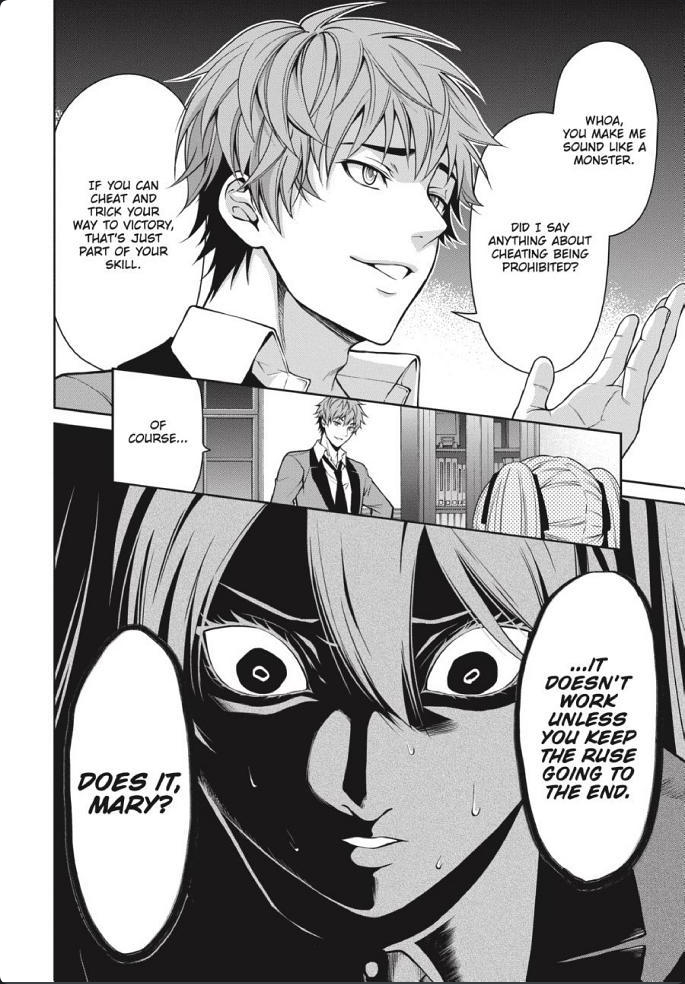 WHOA,
YOU MAKE ME
SOUND LIKE A
MONSTER.
DID I SAY
ANYTHING ABOUT
CHEATING BEING
PROHIBITED?
IF YOU CAN
CHEAT AND
TRICK YOUR
WAY TO VICTORY,
THAT'S JUST
PART OF YOUR
SKILL.
OF
COURSE...
...IT
DOESN'T
WORK
UNLESS
YOU KEEP
THE RUSE
GOING TO
THE END.
DOES IT,
MARY?